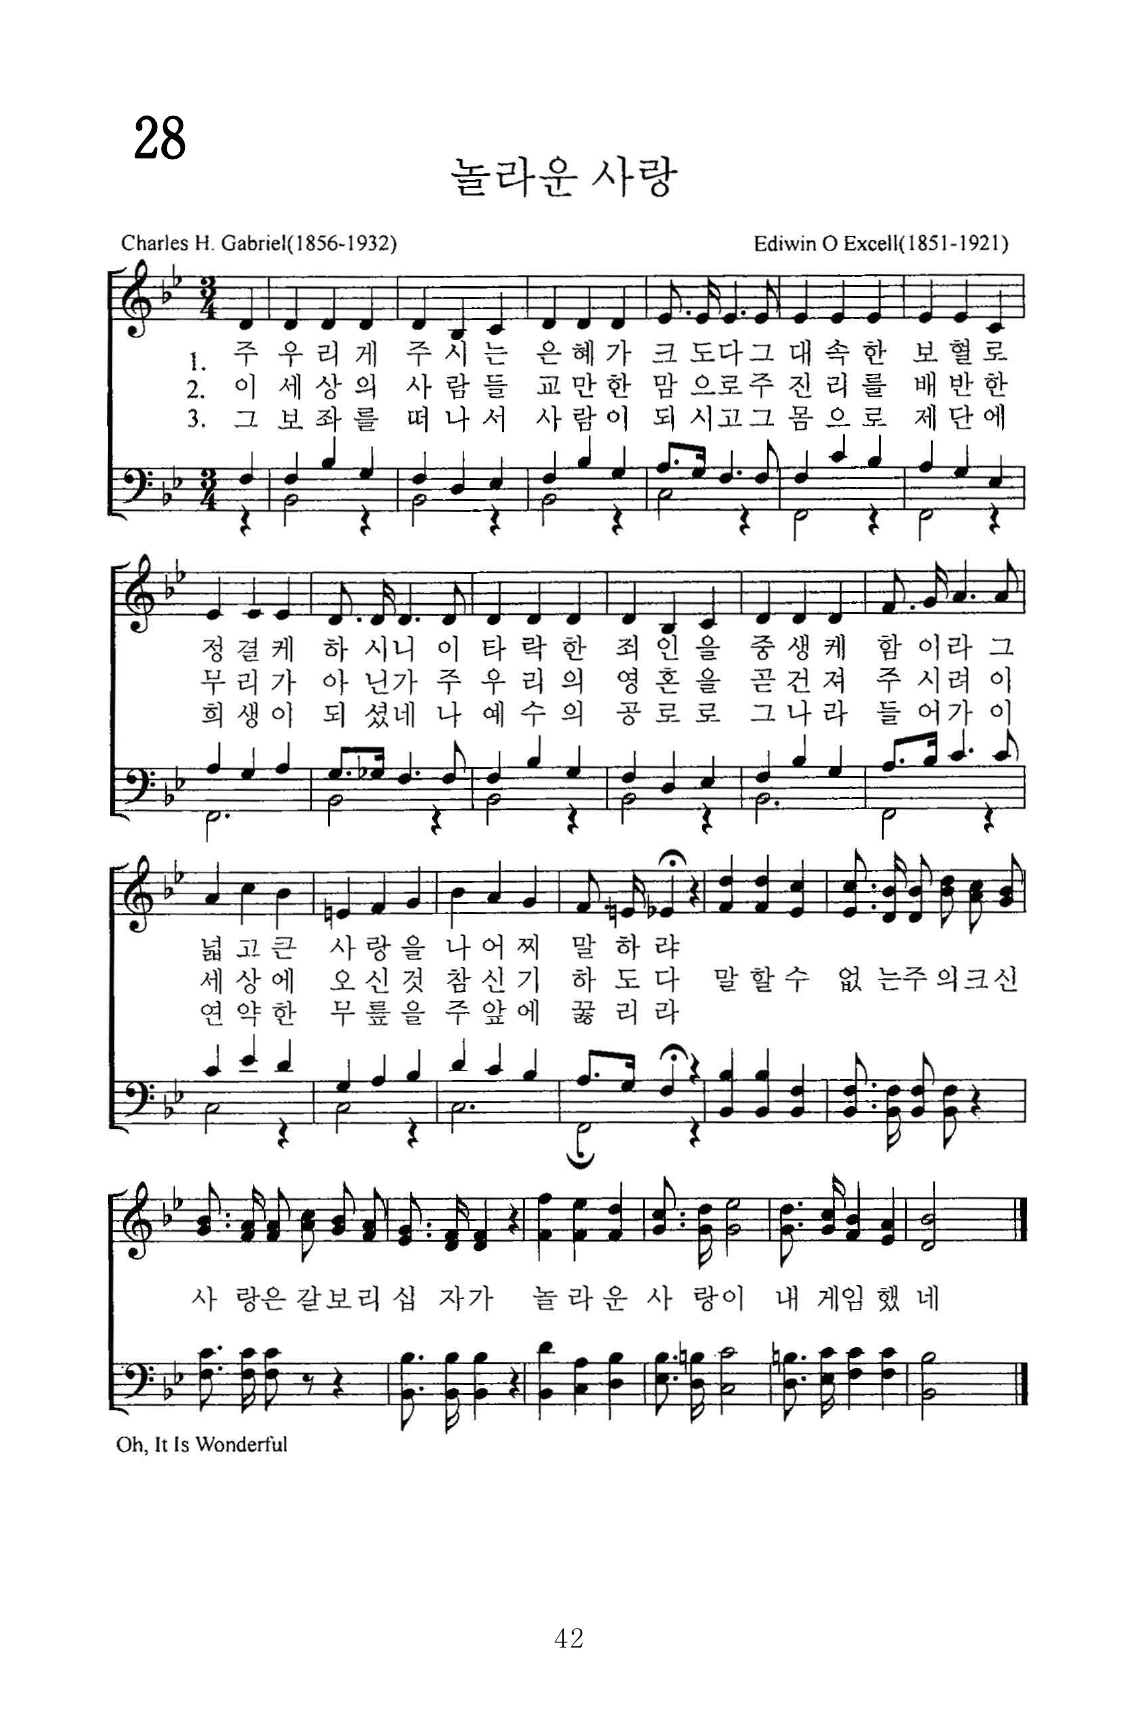 28
놀라운 사랑
Charles H. Gabriel(1856-1932) Ediwin O Excell(1851-1921)
1. 주 우 리 게 주 시 는 은 혜 가 크 도다 그 대 속 한 보 혈 로
2. 이 세 상 의 사 람 들 교 만 한 맘 으로 주 진 리 를 배 반 한
3. 그 보 좌 를 떠 나 서 사 람 이 되 시고 그 몸 으 로 제 단 에
정 결 케 하 시니 이 타 락 한 죄 인 을 중 생 케 함 이라 그
무 리 가 아 닌가 주 우 리 의 영 혼 을 곧 건 져 주 시려 이
희 생 이 되 셨네 나 예 수 의 공 로 로 그 나 라 들 어가 이
넓 고 큰 사 랑 을 나 어 찌 말 하 랴
세 상 에 오 신 것 참 신 기 하 도 다 말 할 수 없 는주 의크신
연 약 한 무 릎 을 주 앞 에 꿇 리 라
사 랑은 갈보리 십 자가 놀 라 운 사 랑이 내 게임 했 네
Oh, It Is Wonderful
42